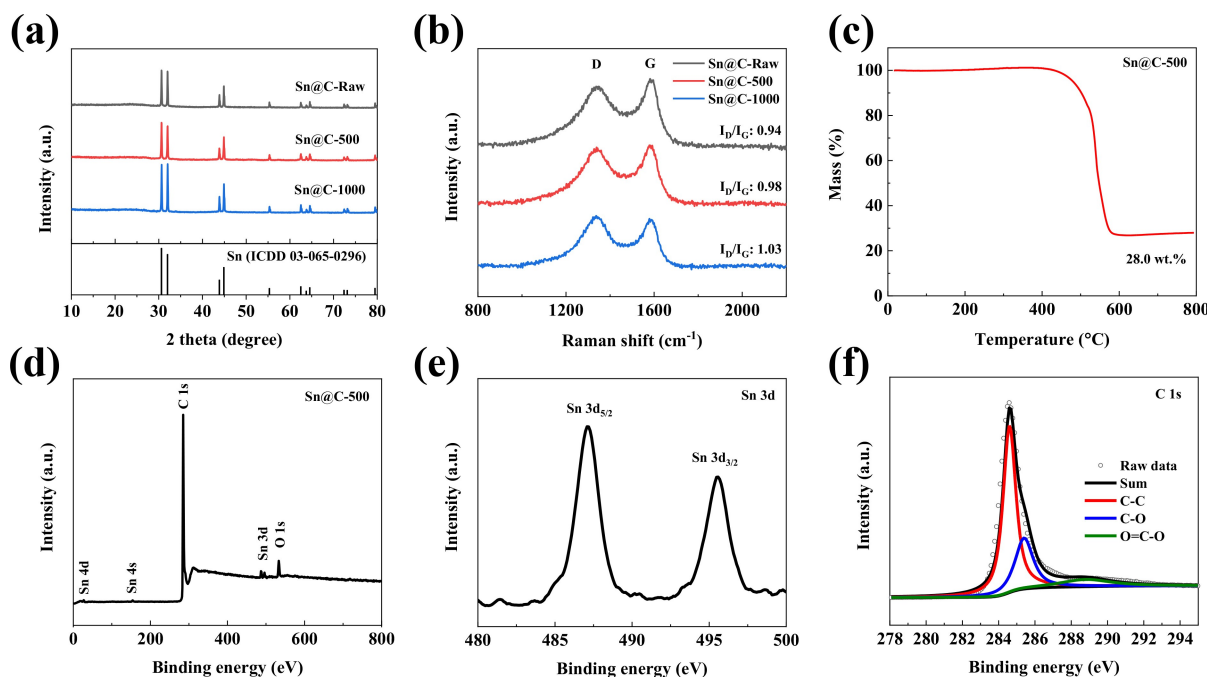 (a)
Sn@C-Raw
Sn@C-500
Sn@C-1000
Sn (ICDD 03-065-0296)
Intensity (a.u.)
10 20 30 40 50 60 70 80
2 theta (degree)
(b)
D G
Sn@C-Raw
Sn@C-500
Sn@C-1000
I_D/I_G: 0.94
I_D/I_G: 0.98
I_D/I_G: 1.03
Intensity (a.u.)
800 1200 1600 2000
Raman shift (cm⁻¹)
(c)
Sn@C-500
100
80
60
40
20
0
28.0 wt.%
Mass (%)
0 200 400 600 800
Temperature (°C)
(d)
Sn@C-500
C 1s
Sn 4d
Sn 4s
Sn 3d
O 1s
Intensity (a.u.)
0 200 400 600 800
Binding energy (eV)
(e)
Sn 3d
Sn 3d₅/₂
Sn 3d₃/₂
Intensity (a.u.)
480 485 490 495 500
Binding energy (eV)
(f)
C 1s
Raw data
Sum
C-C
C-O
O=C-O
Intensity (a.u.)
278 280 282 284 286 288 290 292 294
Binding energy (eV)